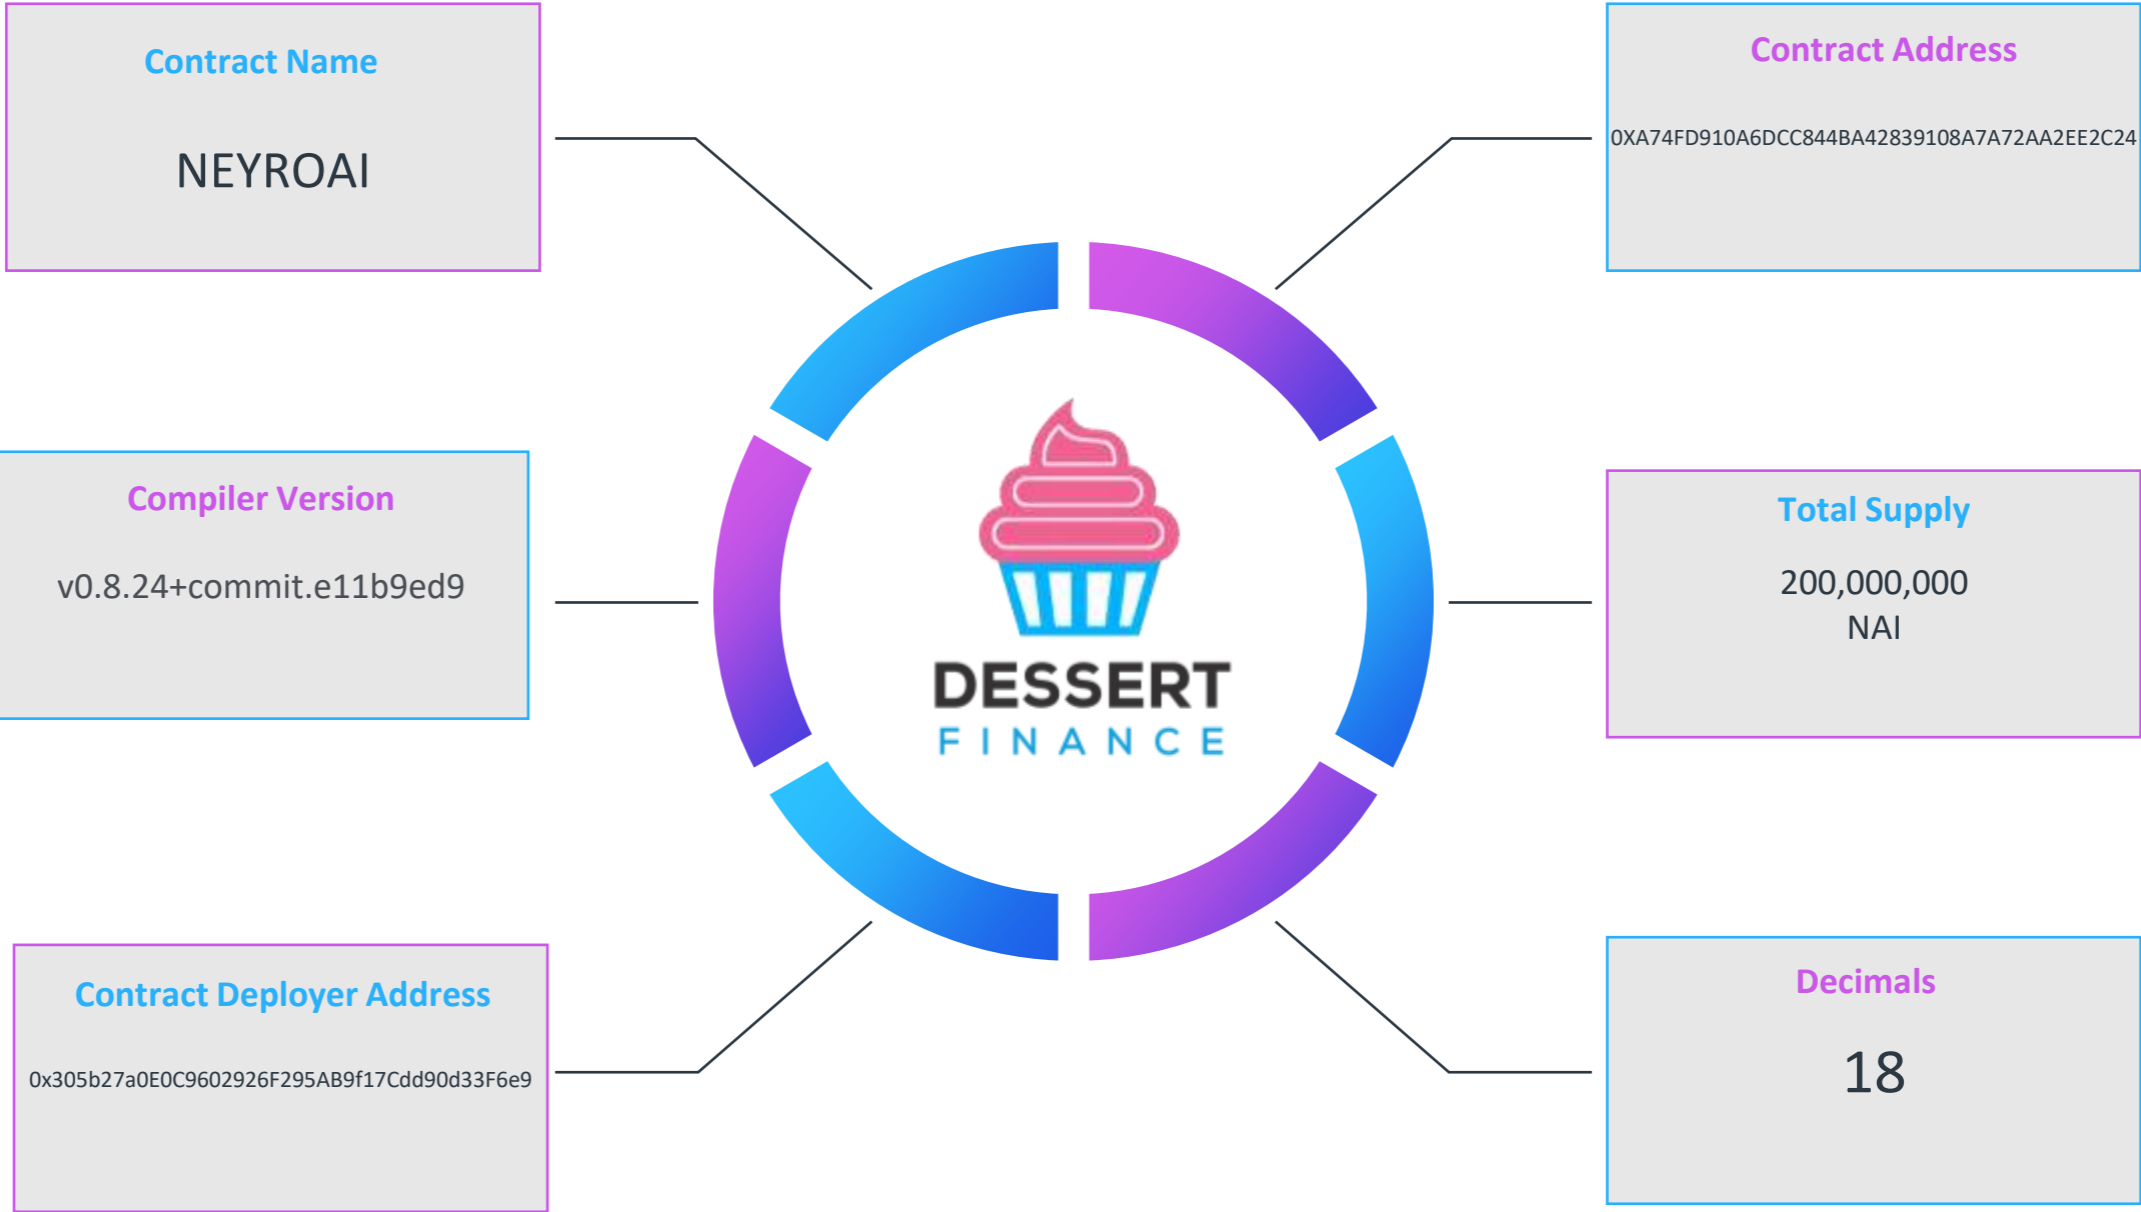 Contract Name
NEYROAI
Contract Address
0XA74FD910A6DCC844BA42839108A7A72AA2EE2C24
Compiler Version
v0.8.24+commit.e11b9ed9
Total Supply
200,000,000
NAI
DESSERT
FINANCE
Contract Deployer Address
0x305b27a0E0C9602926F295AB9f17Cdd90d33F6e9
Decimals
18